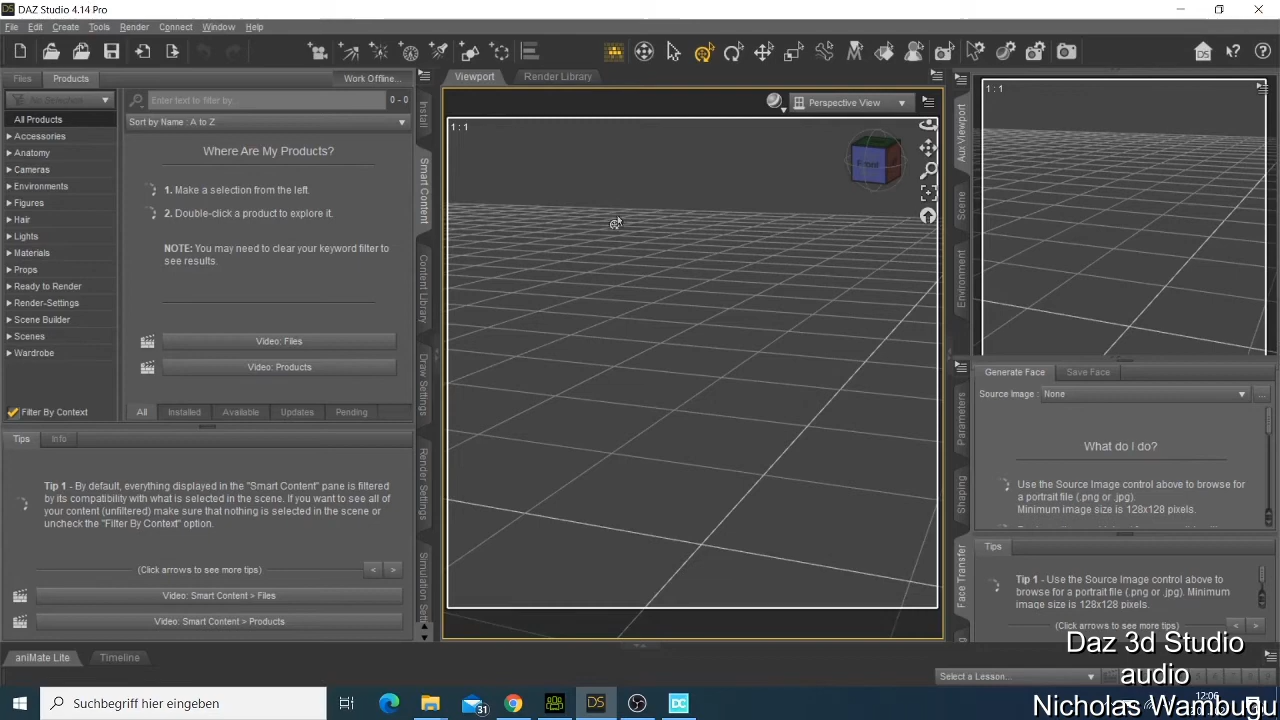 DAZ Studio 4.14 Pro
File Edit Create Tools Render Connect Window Help
Files Products Work Offline...
No Selection
Enter text to filter by... 0 - 0
Sort by Name : A to Z
All Products
Accessories
Anatomy
Cameras
Environments
Figures
Hair
Lights
Materials
Props
Ready to Render
Render-Settings
Scene Builder
Scenes
Wardrobe
Filter By Context
Where Are My Products?
1. Make a selection from the left.
2. Double-click a product to explore it.
NOTE: You may need to clear your keyword filter to
see results.
Video: Files
Video: Products
All Installed Available Updates Pending
Tips Info
Tip 1 - By default, everything displayed in the "Smart Content" pane is filtered
by its compatibility with what is selected in the scene. If you want to see all of
your content (unfiltered) make sure that nothing is selected in the scene or
uncheck the "Filter By Context" option.
(Click arrows to see more tips) < >
Video: Smart Content > Files
Video: Smart Content > Products
Install
Smart Content
Content Library
Draw Settings
Render Settings
Simulation Set
Viewport Render Library
Perspective View
1 : 1
Front
Aux Viewport
Scene
Environment
1 : 1
Parameters
Shaping
Face Transfer
Generate Face Save Face
Source Image : None ...
What do I do?
Use the Source Image control above to browse for
a portrait file (.png or .jpg).
Minimum image size is 128x128 pixels.
Tips
Tip 1 - Use the Source Image control above to
browse for a portrait file (.png or .jpg). Minimum
image size is 128x128 pixels.
(Click arrows to see more tips) < >
aniMate Lite Timeline
Select a Lesson...
Daz 3d Studio
audio
Nicholas Wambugu
Suchbegriff hier eingeben
31
DS
DC
12:06